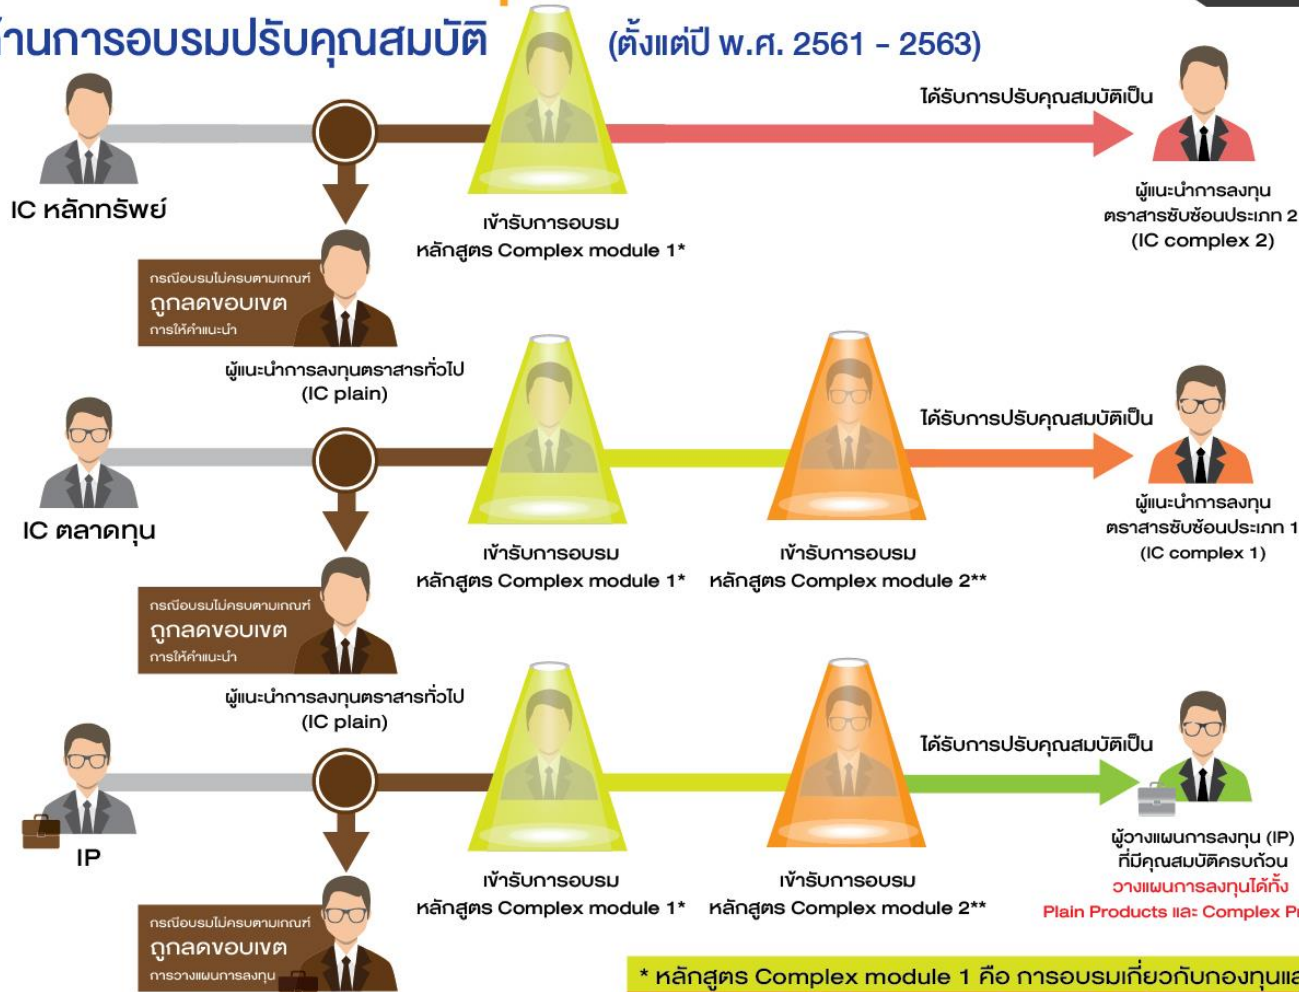 านการอบรมปรับคุณสมบัติ (ตั้งแต่ปี พ.ศ. 2561 - 2563)
ได้รับการปรับคุณสมบัติเป็น
IC หลักทรัพย์
เข้ารับการอบรม
หลักสูตร Complex module 1*
ผู้แนะนำการลงทุน
ตราสารซับซ้อนประเภท 2
(IC complex 2)
กรณีอบรมไม่ครบตามเกณฑ์
ถูกลดขอบเขต
การให้คำแนะนำ
ผู้แนะนำการลงทุนตราสารทั่วไป
(IC plain)
ได้รับการปรับคุณสมบัติเป็น
IC ตลาดทุน
เข้ารับการอบรม
หลักสูตร Complex module 1*
เข้ารับการอบรม
หลักสูตร Complex module 2**
ผู้แนะนำการลงทุน
ตราสารซับซ้อนประเภท 1
(IC complex 1)
กรณีอบรมไม่ครบตามเกณฑ์
ถูกลดขอบเขต
การให้คำแนะนำ
ผู้แนะนำการลงทุนตราสารทั่วไป
(IC plain)
ได้รับการปรับคุณสมบัติเป็น
IP
เข้ารับการอบรม
หลักสูตร Complex module 1*
เข้ารับการอบรม
หลักสูตร Complex module 2**
ผู้วางแผนการลงทุน (IP)
ที่มีคุณสมบัติครบถ้วน
วางแผนการลงทุนได้ทั้ง
Plain Products และ Complex
กรณีอบรมไม่ครบตามเกณฑ์
ถูกลดขอบเขต
การวางแผนการลงทุน
* หลักสูตร Complex module 1 คือ การอบรมเกี่ยวกับกองทุนแล